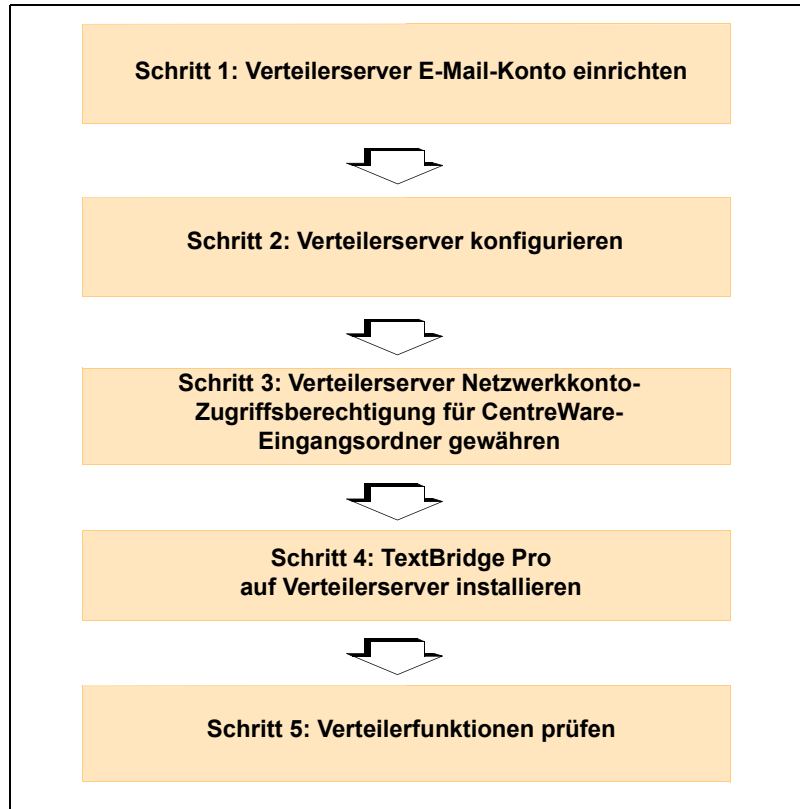 Schritt 1: Verteilerserver E-Mail-Konto einrichten
Schritt 2: Verteilerserver konfigurieren
Schritt 3: Verteilerserver Netzwerkkonto-
Zugriffsberechtigung für CentreWare-
Eingangsordner gewähren
Schritt 4: TextBridge Pro
auf Verteilerserver installieren
Schritt 5: Verteilerfunktionen prüfen